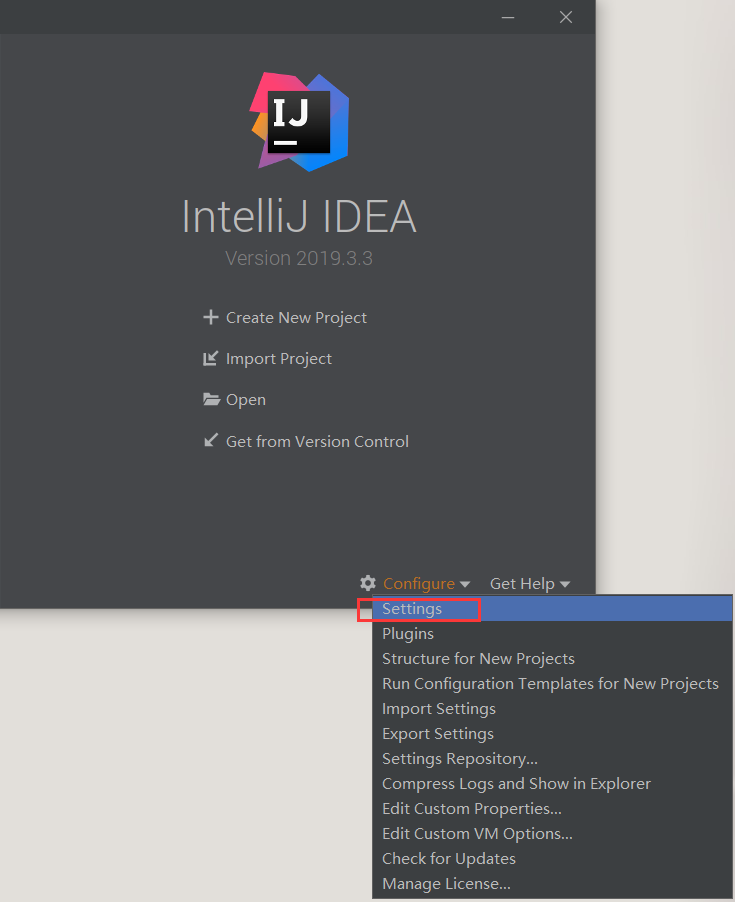 IJ
IntelliJ IDEA
Version 2019.3.3
Create New Project
Import Project
Open
Get from Version Control
Configure
Get Help
Settings
Plugins
Structure for New Projects
Run Configuration Templates for New Projects
Import Settings
Export Settings
Settings Repository...
Compress Logs and Show in Explorer
Edit Custom Properties...
Edit Custom VM Options...
Check for Updates
Manage License...